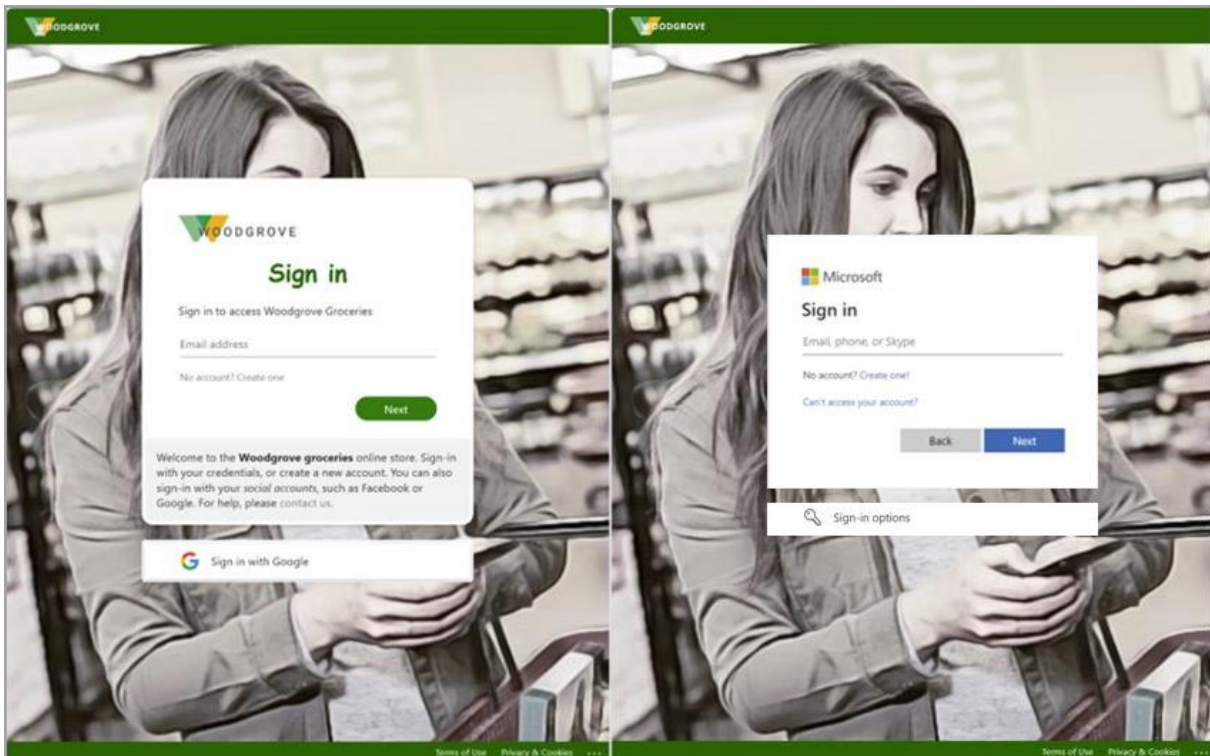 WOODGROVE
WOODGROVE
Sign in
Sign in to access Woodgrove Groceries
Email address
No account? Create one
Next
Welcome to the Woodgrove groceries online store. Sign-in
with your credentials, or create a new account. You can also
sign-in with your social accounts, such as Facebook or
Google. For help, please contact us.
Sign in with Google
Terms of Use Privacy & Cookies ...
WOODGROVE
Microsoft
Sign in
Email, phone, or Skype
No account? Create one!
Can't access your account?
Back Next
Sign-in options
Terms of Use Privacy & Cookies ...